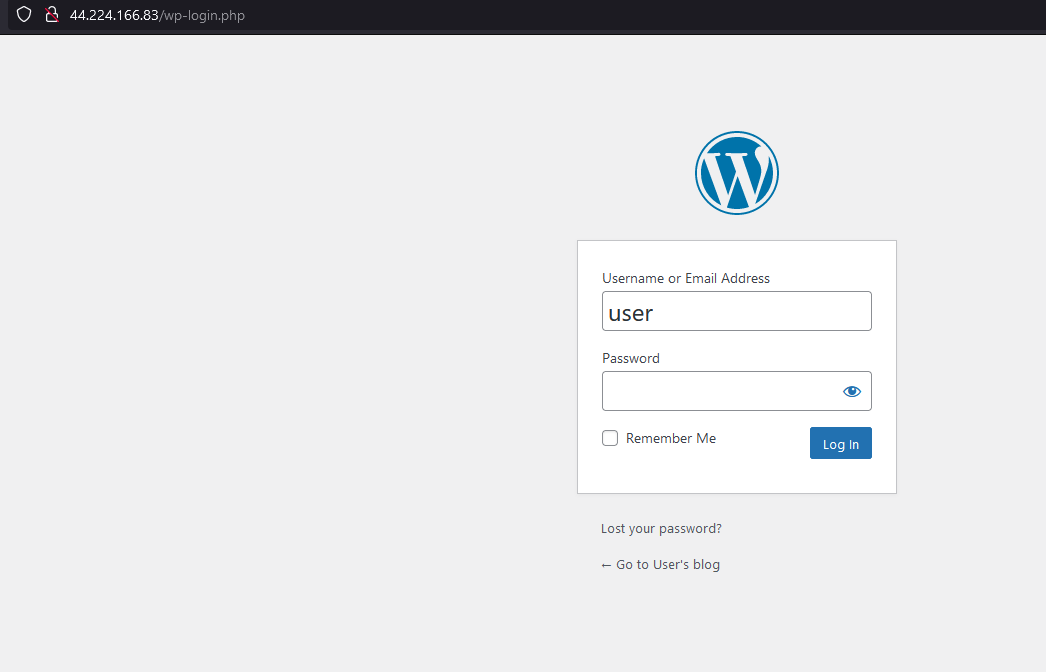 44.224.166.83/wp-login.php
Username or Email Address
user
Password
Remember Me
Log In
Lost your password?
← Go to User's blog